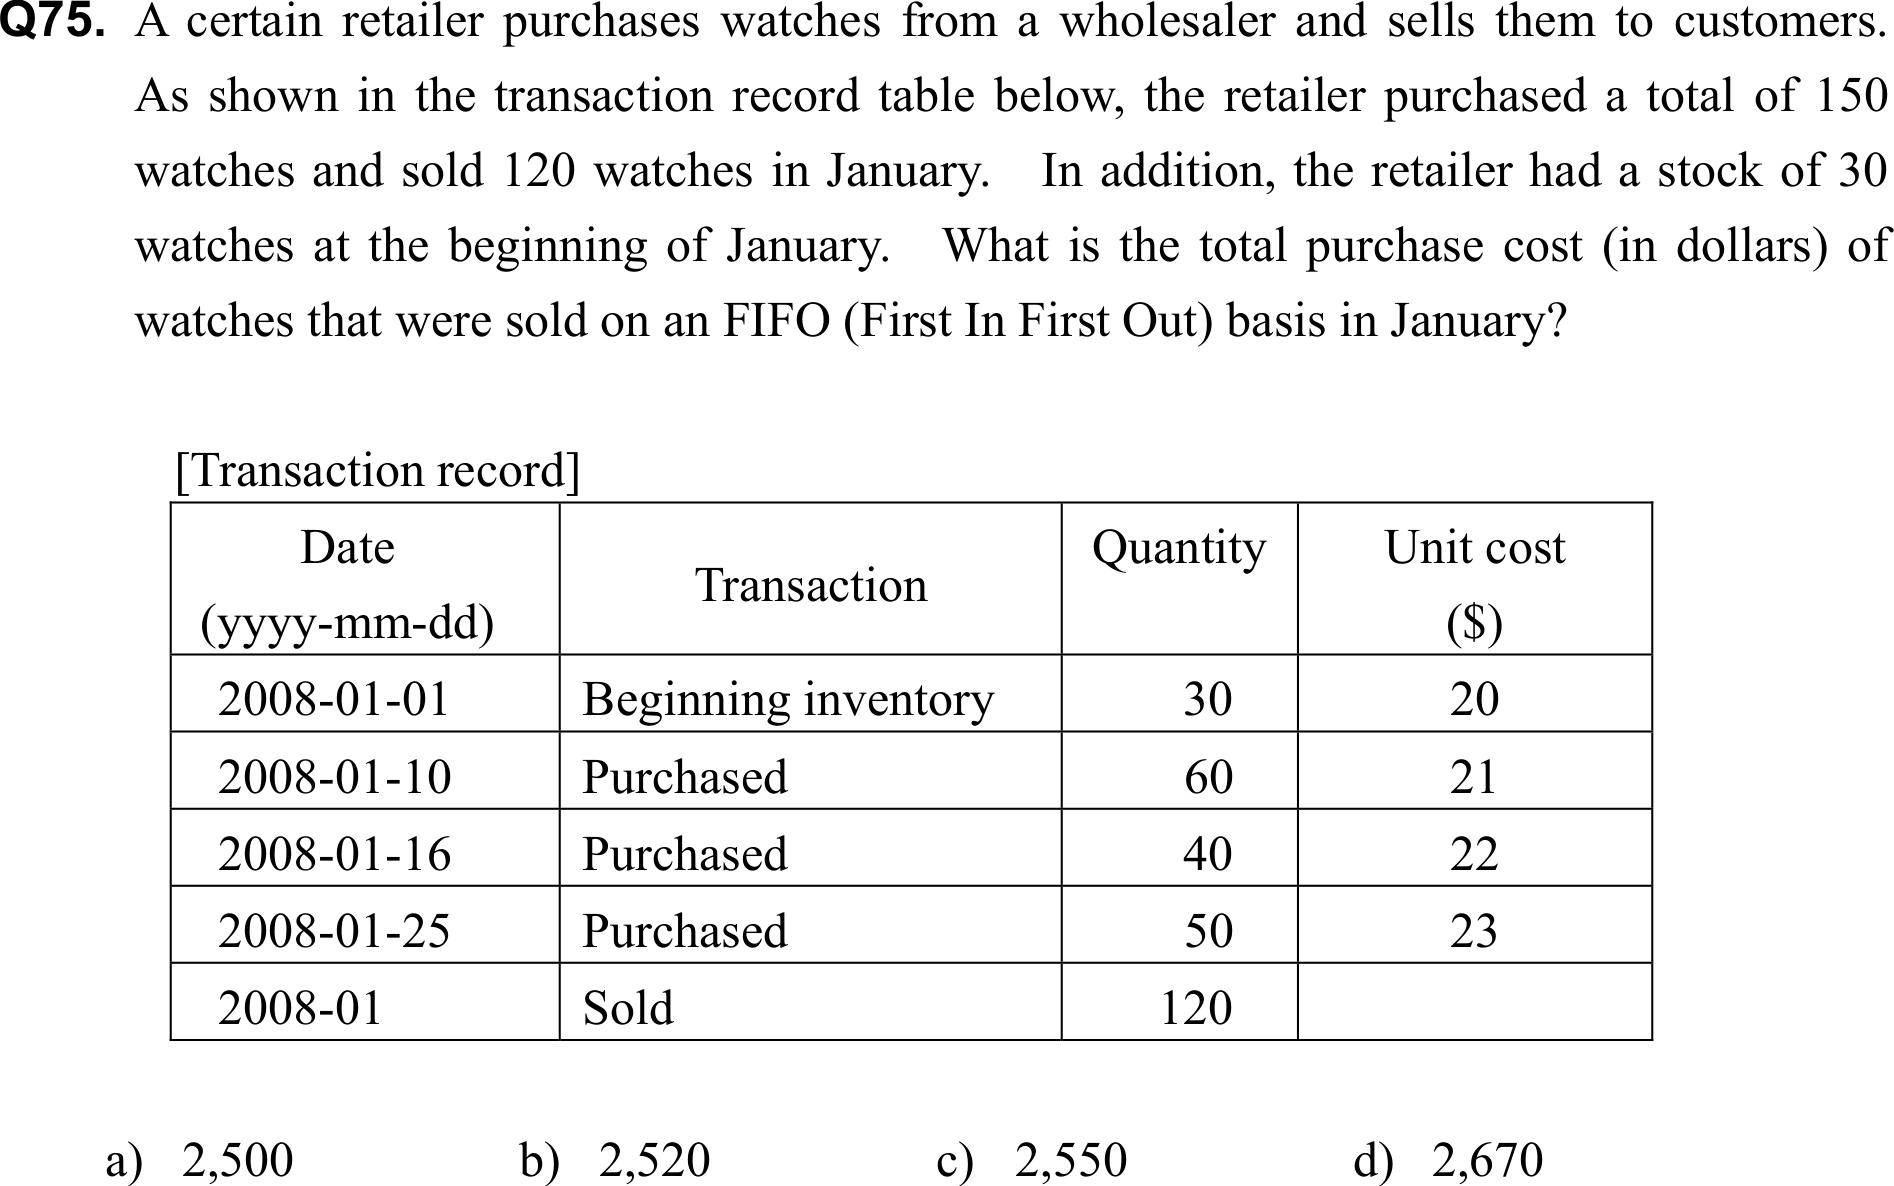 Q75. A certain retailer purchases watches from a wholesaler and sells them to customers.
As shown in the transaction record table below, the retailer purchased a total of 150
watches and sold 120 watches in January. In addition, the retailer had a stock of 30
watches at the beginning of January. What is the total purchase cost (in dollars) of
watches that were sold on an FIFO (First In First Out) basis in January?
[Transaction record]
Date (yyyy-mm-dd) Transaction Quantity Unit cost ($)
2008-01-01 Beginning inventory 30 20
2008-01-10 Purchased 60 21
2008-01-16 Purchased 40 22
2008-01-25 Purchased 50 23
2008-01 Sold 120
a) 2,500 b) 2,520 c) 2,550 d) 2,670